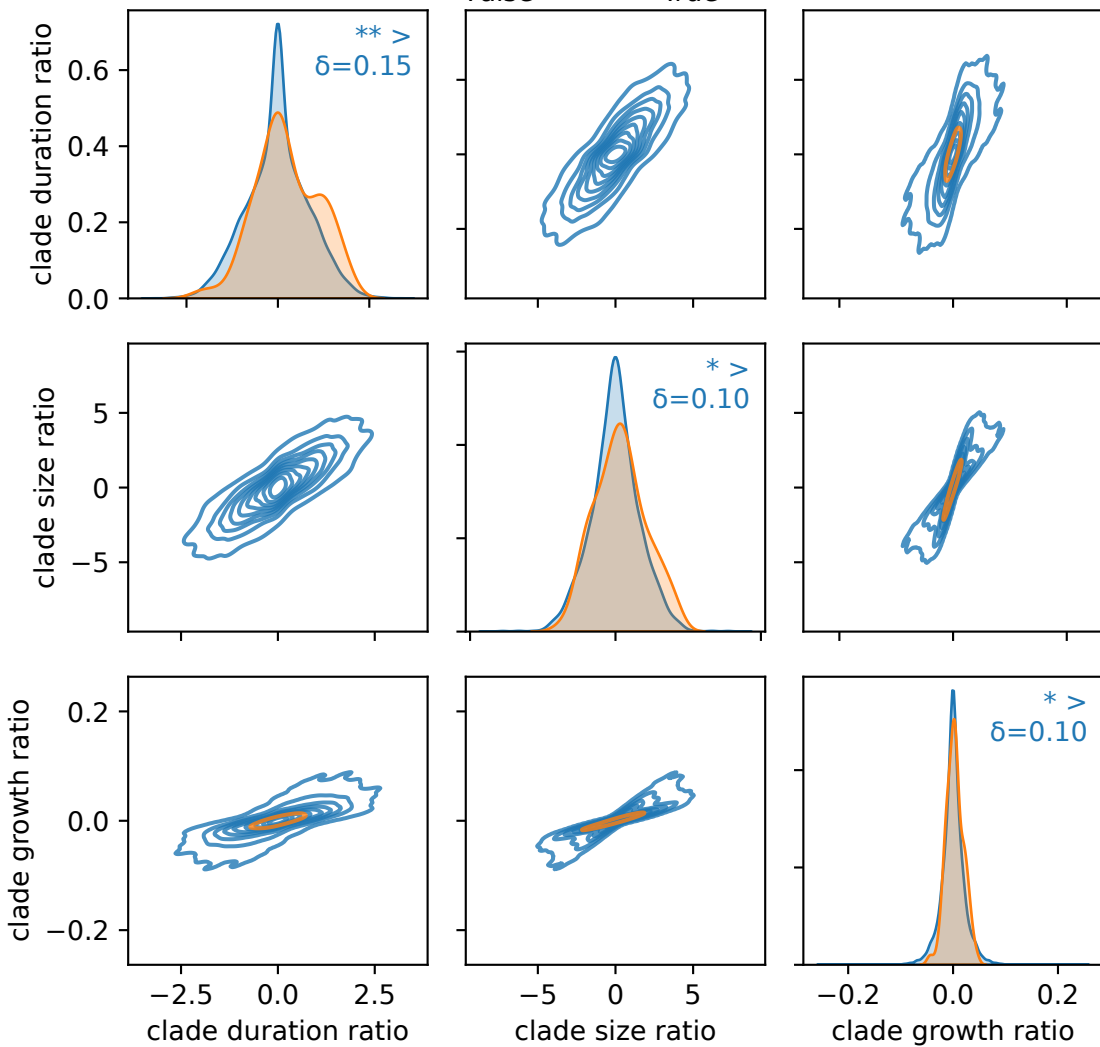 clade duration ratio
0.6
0.4
0.2
0.0
** >
δ=0.15
clade size ratio
5
0
−5
* >
δ=0.10
clade growth ratio
0.2
0.0
−0.2
* >
δ=0.10
−2.5 0.0 2.5
−5 0 5
−0.2 0.0 0.2
clade duration ratio
clade size ratio
clade growth ratio